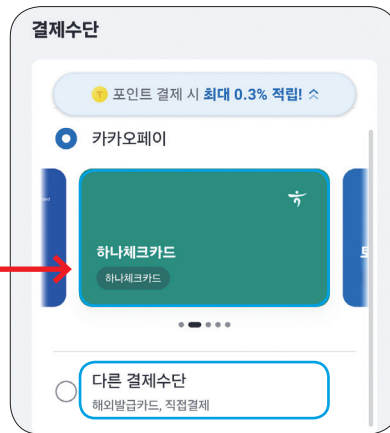 결제수단
포인트 결제 시 최대 0.3% 적립!
카카오페이
하나체크카드
하나체크카드
다른 결제수단
해외발급카드, 직접결제